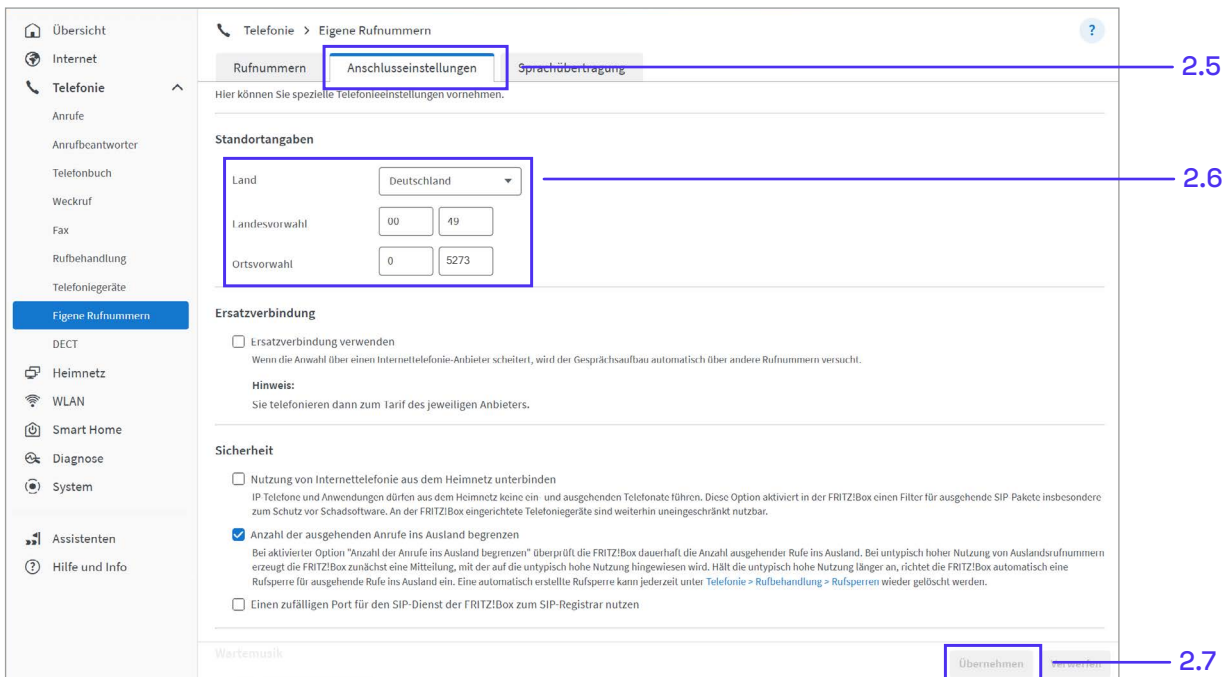 Übersicht
Internet
Telefonie
Anrufe
Anrufbeantworter
Telefonbuch
Weckruf
Fax
Rufbehandlung
Telefoniegeräte
Eigene Rufnummern
DECT
Heimnetz
WLAN
Smart Home
Diagnose
System
Assistenten
Hilfe und Info
Telefonie > Eigene Rufnummern
?
Rufnummern Anschlusseinstellungen Sprachübertragung
2.5
Hier können Sie spezielle Telefonieeinstellungen vornehmen.
Standortangaben
Land Deutschland
2.6
Landesvorwahl 00 49
Ortsvorwahl 0 5273
Ersatzverbindung
Ersatzverbindung verwenden
Wenn die Anwahl über einen Internettelefonie-Anbieter scheitert, wird der Gesprächsaufbau automatisch über andere Rufnummern versucht.
Hinweis:
Sie telefonieren dann zum Tarif des jeweiligen Anbieters.
Sicherheit
Nutzung von Internettelefonie aus dem Heimnetz unterbinden
IP-Telefone und Anwendungen dürfen aus dem Heimnetz keine ein- und ausgehenden Telefonate führen. Diese Option aktiviert in der FRITZ!Box einen Filter für ausgehende SIP-Pakete insbesondere
zum Schutz vor Schadsoftware. An der FRITZ!Box eingerichtete Telefoniegeräte sind weiterhin uneingeschränkt nutzbar.
Anzahl der ausgehenden Anrufe ins Ausland begrenzen
Bei aktivierter Option "Anzahl der Anrufe ins Ausland begrenzen" überprüft die FRITZ!Box dauerhaft die Anzahl ausgehender Rufe ins Ausland. Bei untypisch hoher Nutzung von Auslandsrufnummern
erzeugt die FRITZ!Box zunächst eine Mitteilung, mit der auf die untypisch hohe Nutzung hingewiesen wird. Hält die untypisch hohe Nutzung länger an, richtet die FRITZ!Box automatisch eine
Rufsperre für ausgehende Rufe ins Ausland ein. Eine automatisch erstellte Rufsperre kann jederzeit unter Telefonie > Rufbehandlung > Rufsperren wieder gelöscht werden.
Einen zufälligen Port für den SIP-Dienst der FRITZ!Box zum SIP-Registrar nutzen
Wartemusik
Übernehmen Verwerfen
2.7